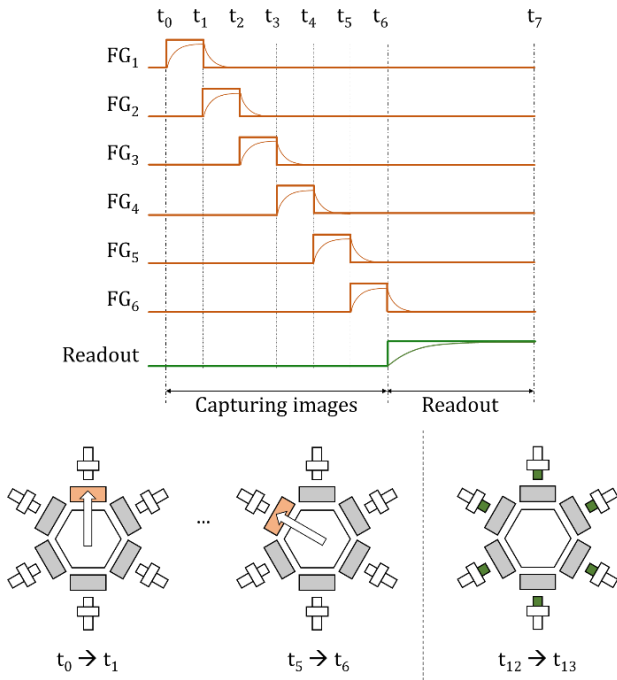 t₀ t₁ t₂ t₃ t₄ t₅ t₆ t₇
FG₁
FG₂
FG₃
FG₄
FG₅
FG₆
Readout
Capturing images Readout
...
t₀ → t₁ t₅ → t₆ t₁₂ → t₁₃